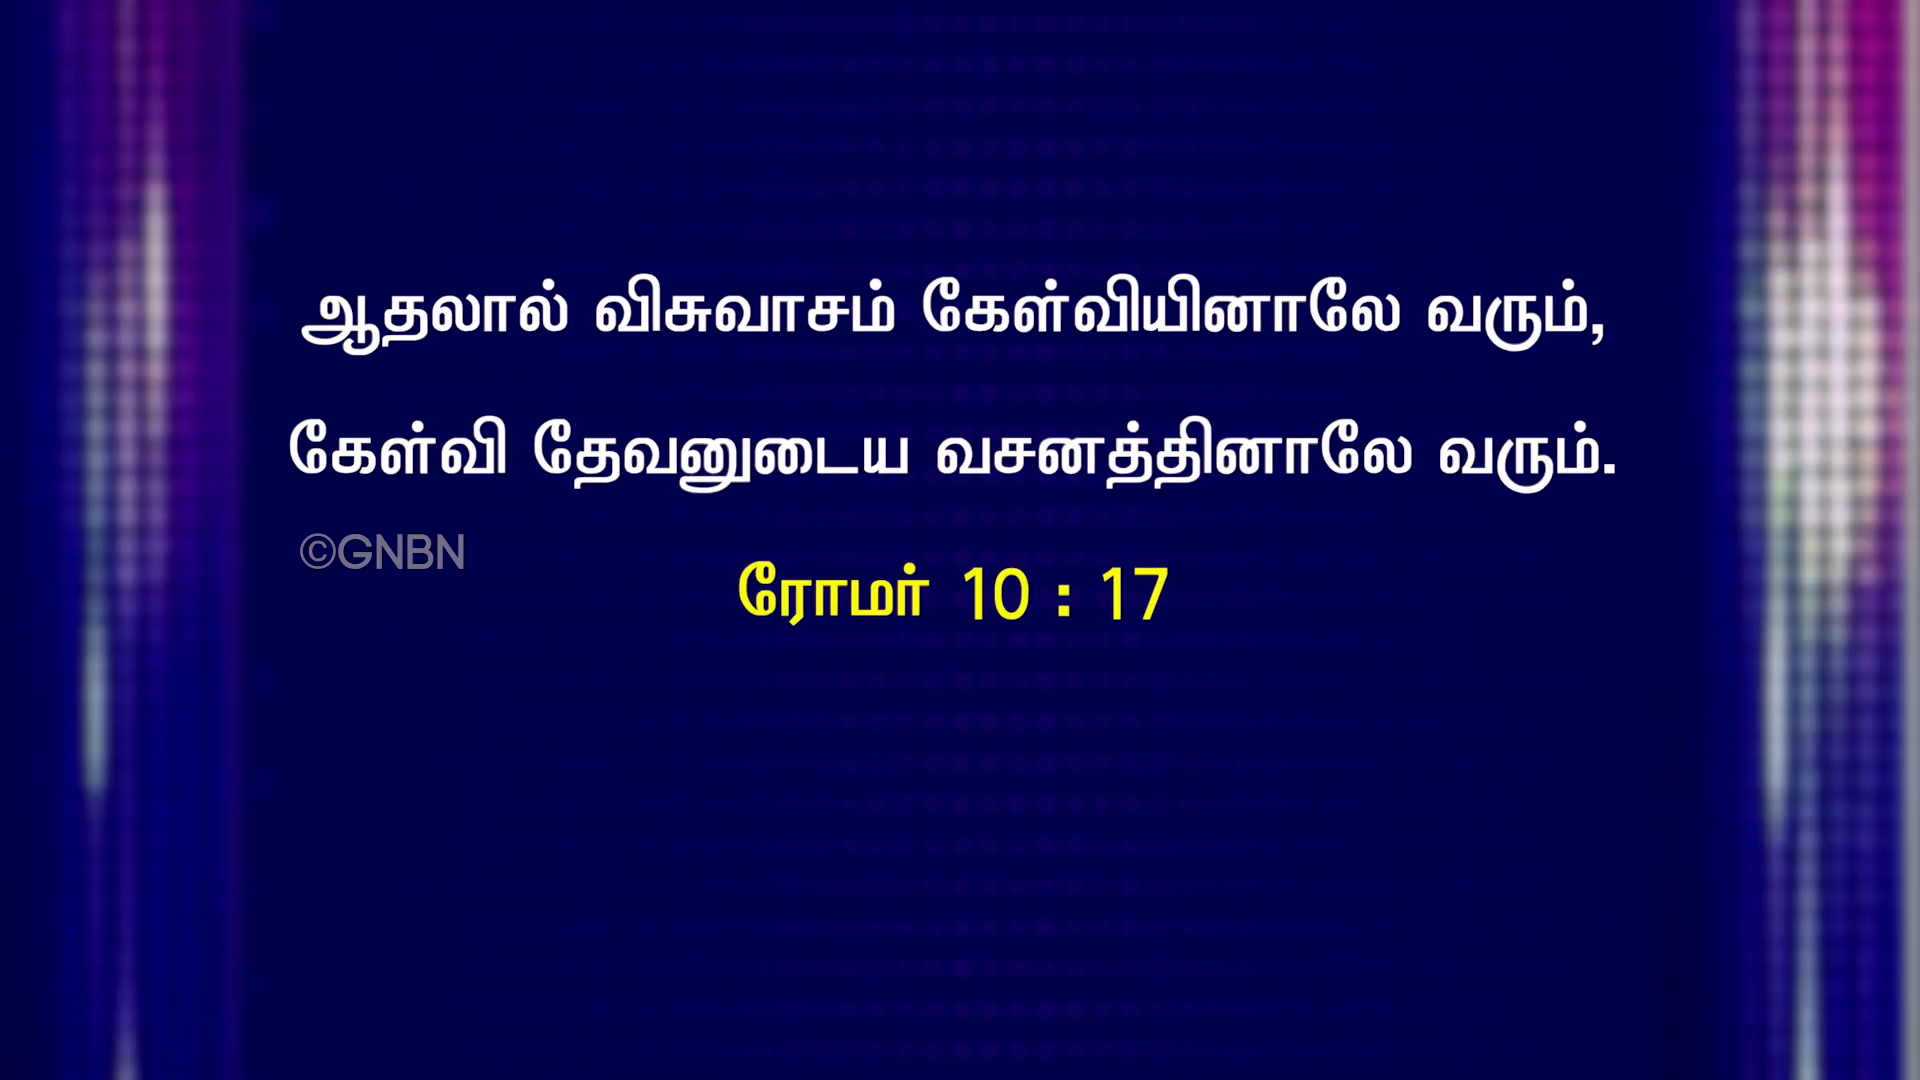 ஆதலால் விசுவாசம் கேள்வியினாலே வரும்,
கேள்வி தேவனுடைய வசனத்தினாலே வரும்.
©GNBN
ரோமர் 10 : 17